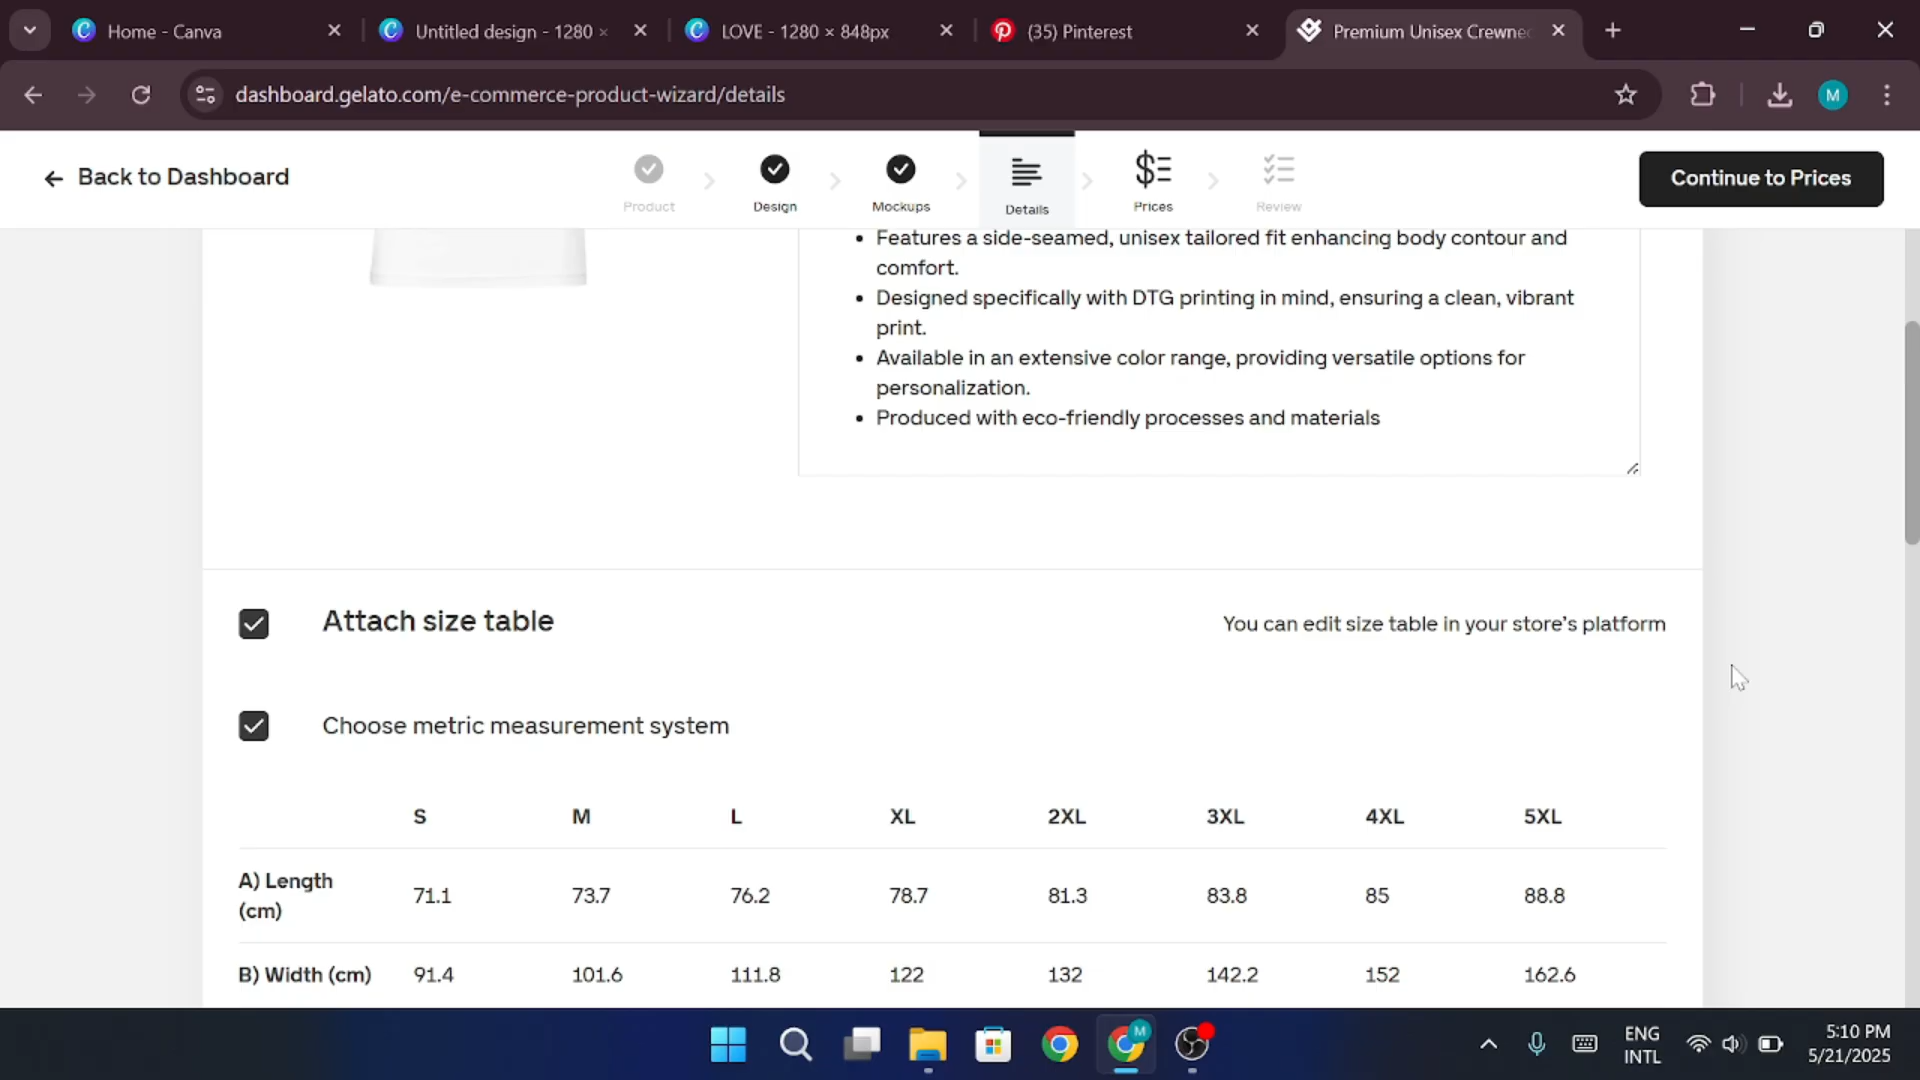 Home - Canva
Untitled design - 1280 ×
LOVE - 1280 × 848px
(35) Pinterest
Premium Unisex Crewne
dashboard.gelato.com/e-commerce-product-wizard/details
M
Back to Dashboard
Product
Design
Mockups
Details
Prices
Review
Continue to Prices
• Features a side-seamed, unisex tailored fit enhancing body contour and
comfort.
• Designed specifically with DTG printing in mind, ensuring a clean, vibrant
print.
• Available in an extensive color range, providing versatile options for
personalization.
• Produced with eco-friendly processes and materials
Attach size table
You can edit size table in your store's platform
Choose metric measurement system
S M L XL 2XL 3XL 4XL 5XL
A) Length
(cm)
71.1 73.7 76.2 78.7 81.3 83.8 85 88.8
B) Width (cm) 91.4 101.6 111.8 122 132 142.2 152 162.6
M
ENG
INTL
5:10 PM
5/21/2025